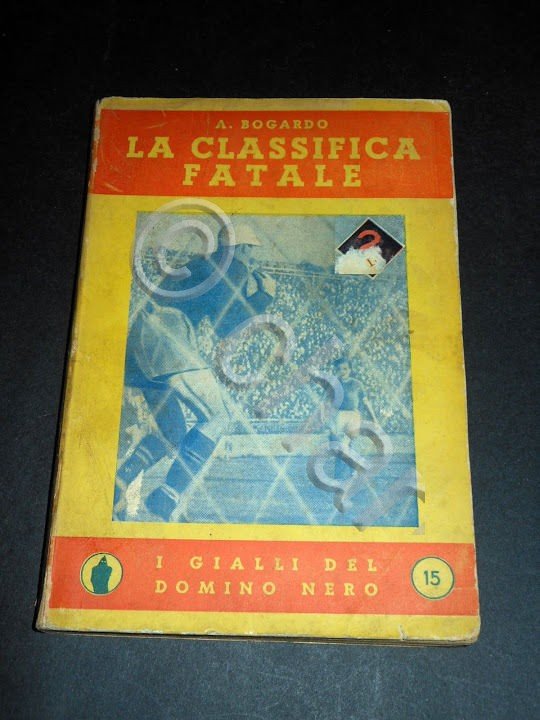 A. BOGARDO
LA CLASSIFICA
FATALE
?
L.
I GIALLI DEL
DOMINO NERO
15